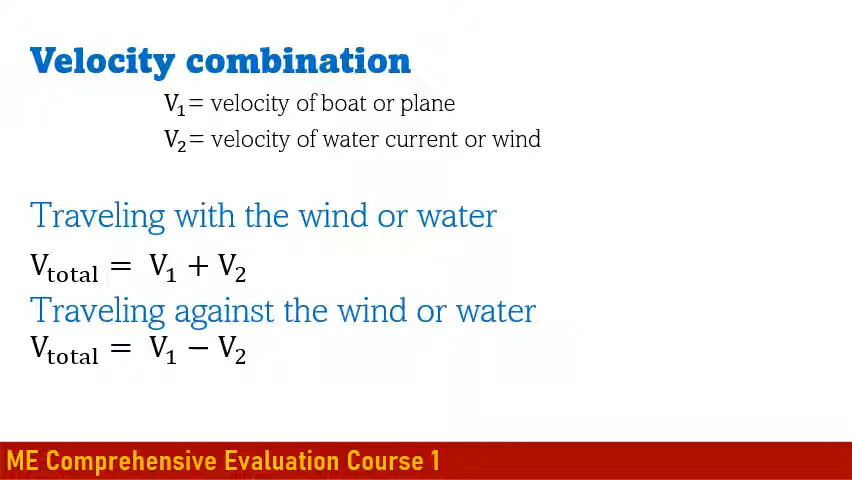 Velocity combination
V₁= velocity of boat or plane
V₂= velocity of water current or wind
Traveling with the wind or water
Vₜₒₜₐₗ = V₁ + V₂
Traveling against the wind or water
Vₜₒₜₐₗ = V₁ − V₂
ME Comprehensive Evaluation Course 1